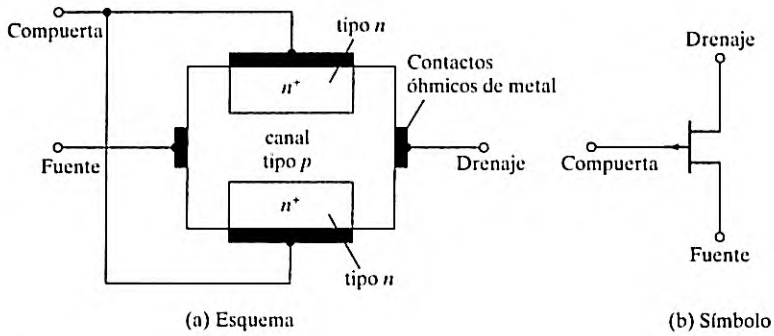 Compuerta
tipo n
n+
Contactos
óhmicos de metal
canal
tipo p
Fuente
Drenaje
n+
tipo n
(a) Esquema
Drenaje
Compuerta
Fuente
(b) Símbolo